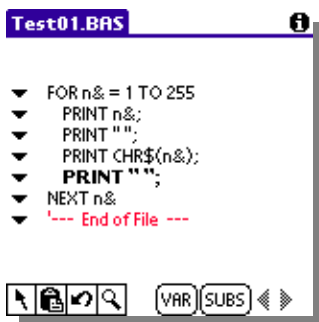 Test01.BAS
FOR n& = 1 TO 255
PRINT n&;
PRINT " ";
PRINT CHR$(n&);
PRINT " ";
NEXT n&
'--- End of File ---
VAR SUBS